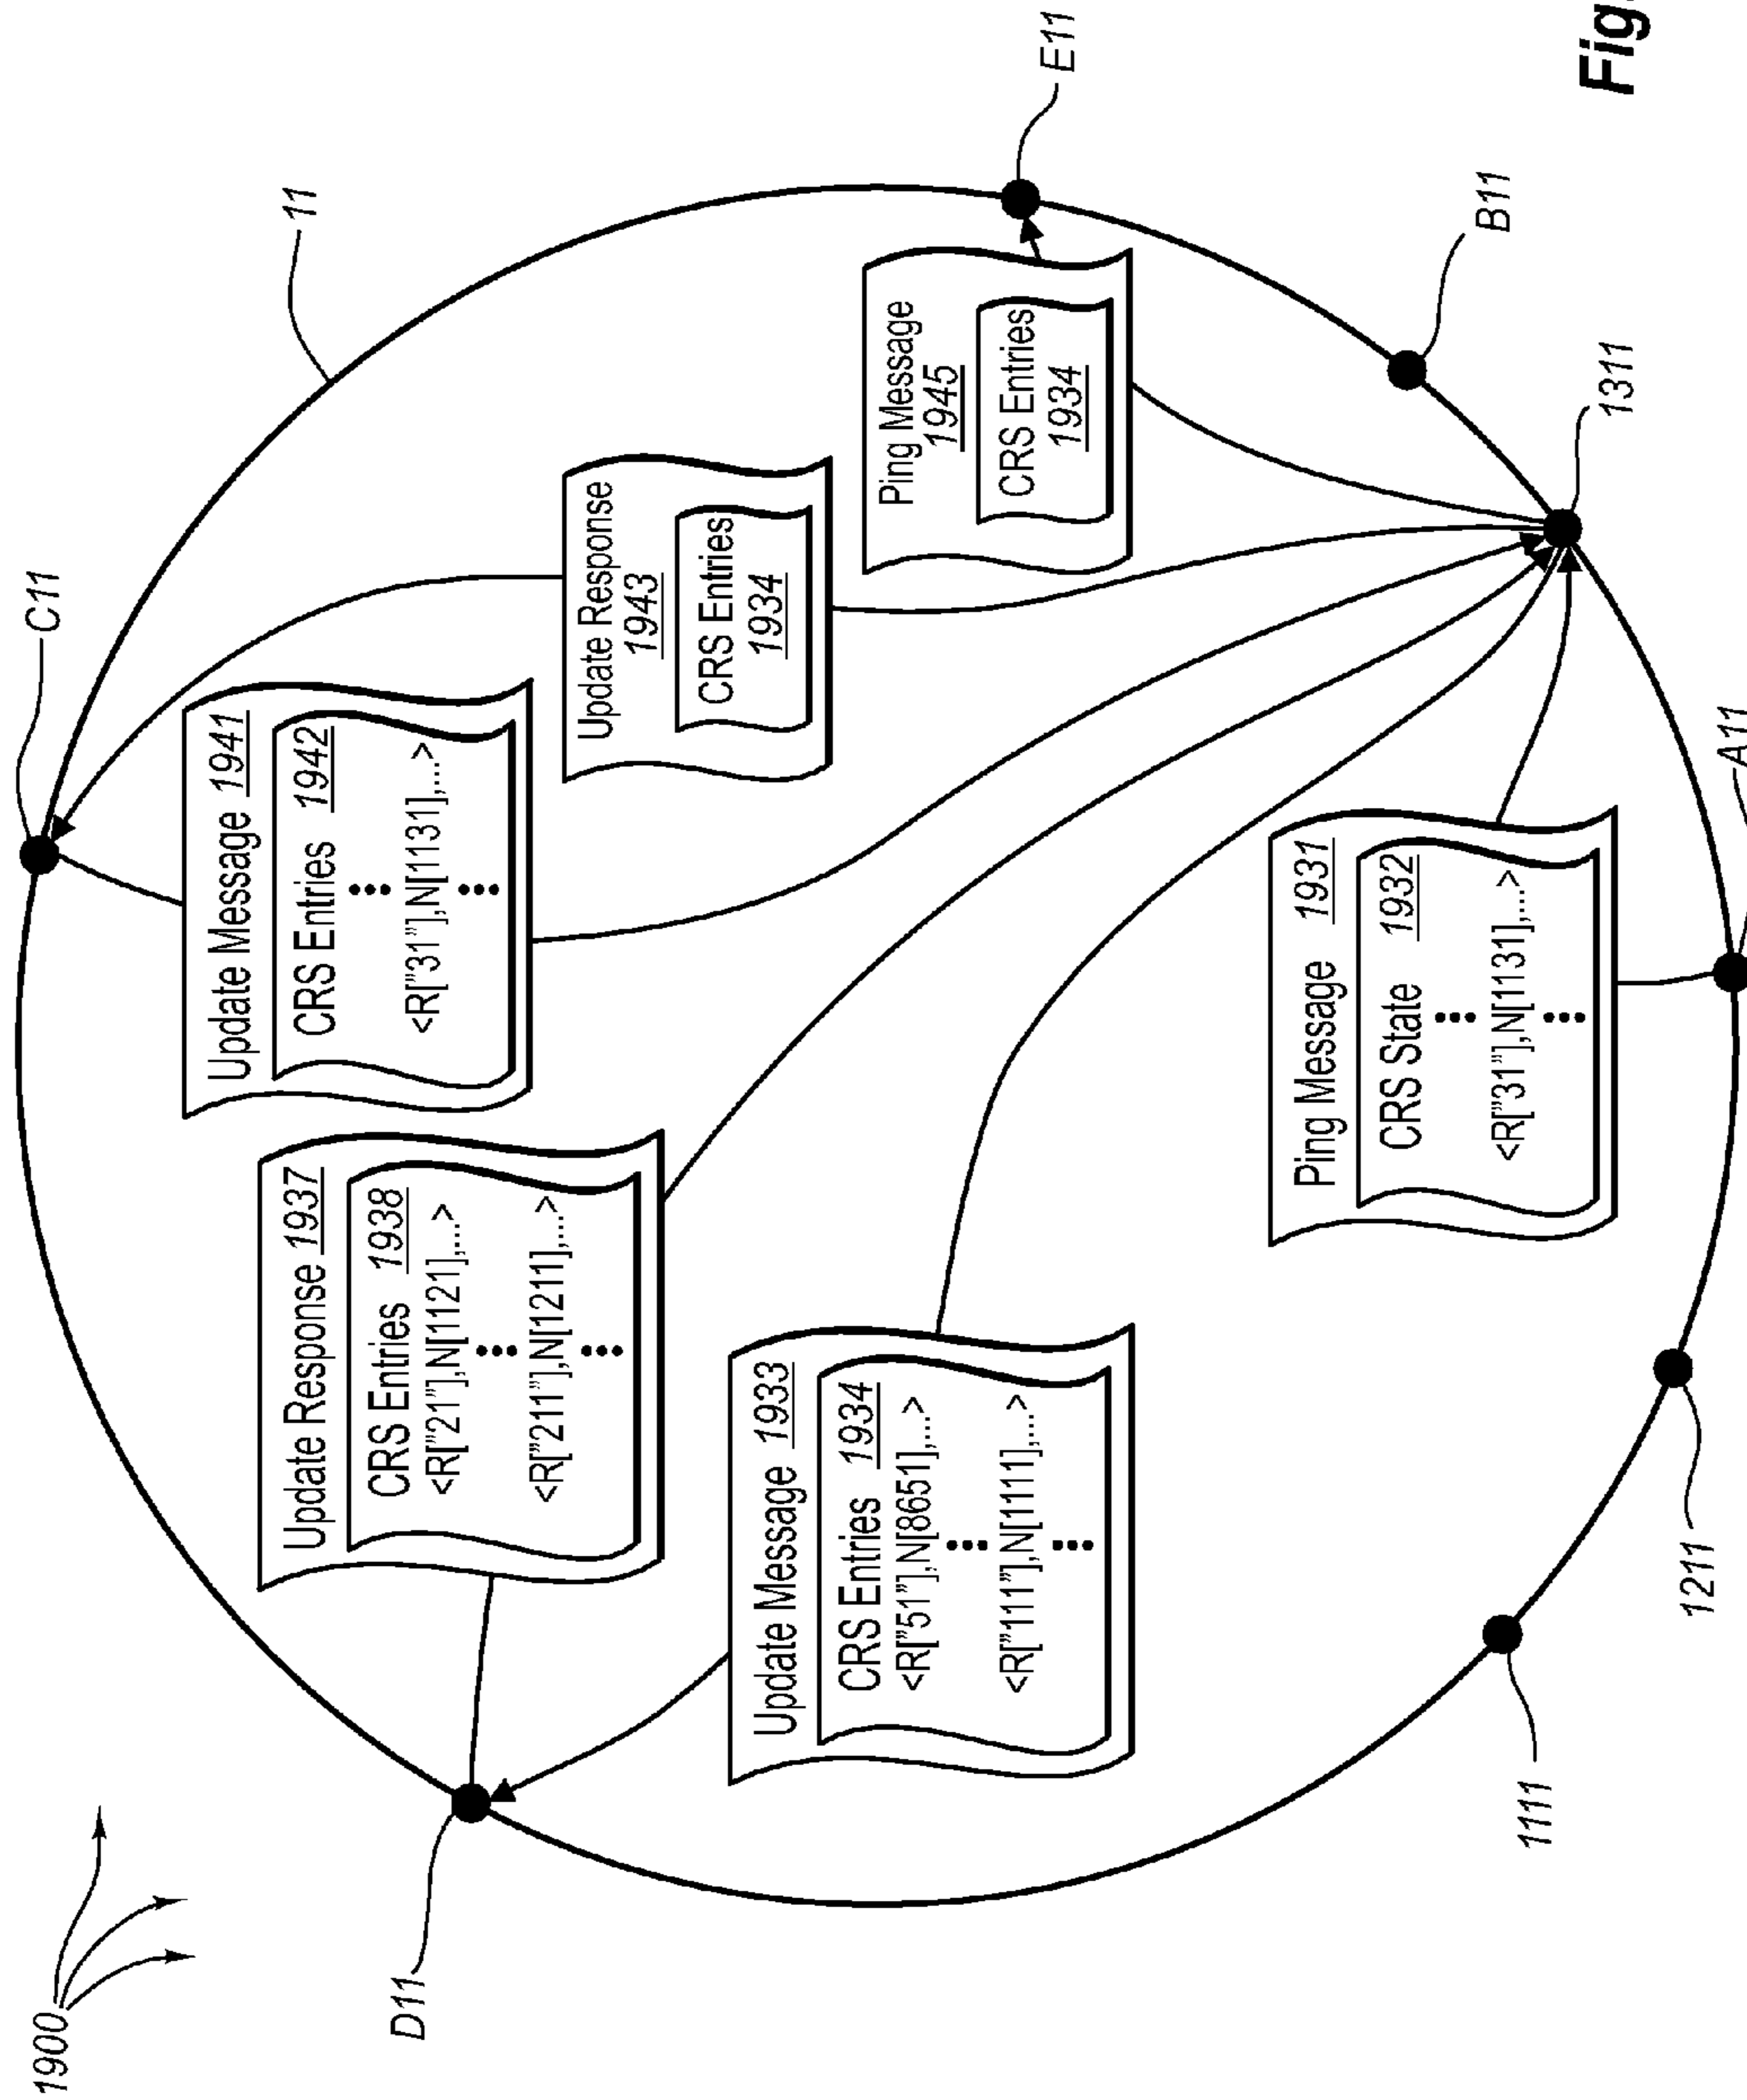 1900
D11
C11
11
E11
B11
1311
A11
1211
1111
Update Response 1937
CRS Entries 1938
<R["21"],N[1121],...>
⋮
<R["211"],N[1211],...>
⋮
Update Message 1941
CRS Entries 1942
⋮
<R["31"],N[1131],...>
⋮
Update Response
1943
CRS Entries
1934
Ping Message
1945
CRS Entries
1934
Update Message 1933
CRS Entries 1934
<R["51"],N[8651],...>
⋮
<R["111"],N[1111],...>
⋮
Ping Message 1931
CRS State 1932
⋮
<R["31"],N[1131],...>
⋮
Fig.